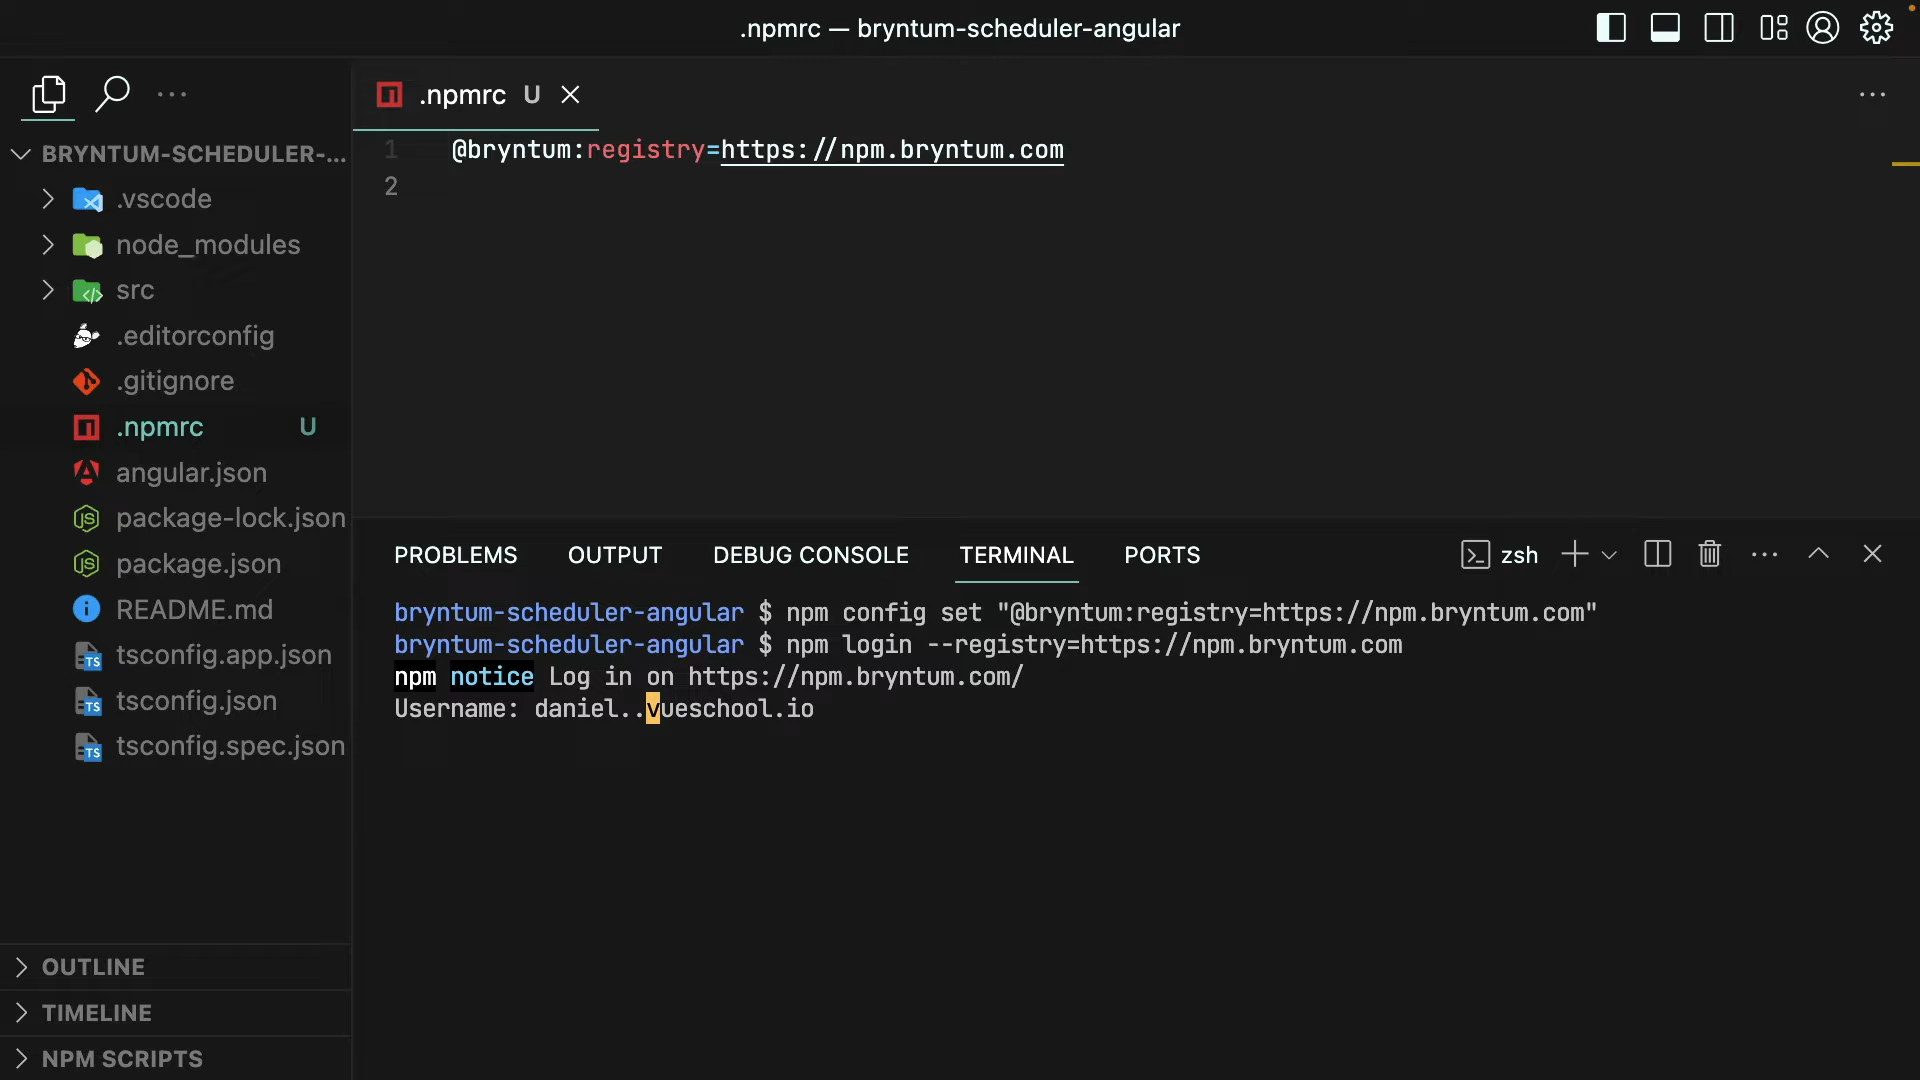 .npmrc — bryntum-scheduler-angular
.npmrc U
BRYNTUM-SCHEDULER-...
.vscode
node_modules
src
.editorconfig
.gitignore
.npmrc U
angular.json
package-lock.json
package.json
README.md
tsconfig.app.json
tsconfig.json
tsconfig.spec.json
OUTLINE
TIMELINE
NPM SCRIPTS
1 @bryntum:registry=https://npm.bryntum.com
2
PROBLEMS OUTPUT DEBUG CONSOLE TERMINAL PORTS zsh
bryntum-scheduler-angular $ npm config set "@bryntum:registry=https://npm.bryntum.com"
bryntum-scheduler-angular $ npm login --registry=https://npm.bryntum.com
npm notice Log in on https://npm.bryntum.com/
Username: daniel..vueschool.io